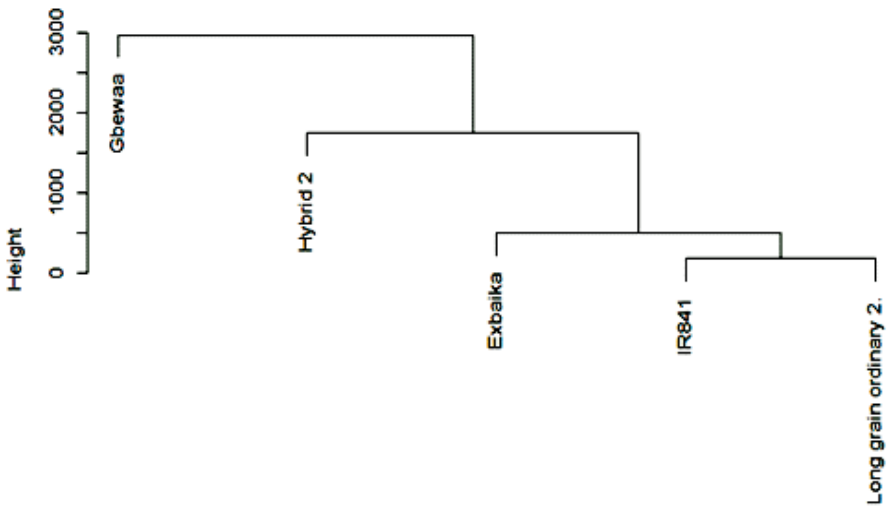 Height
3000
2000
1000
0
Gbewaa
Hybrid 2
Exbaika
IR841
Long grain ordinary 2.